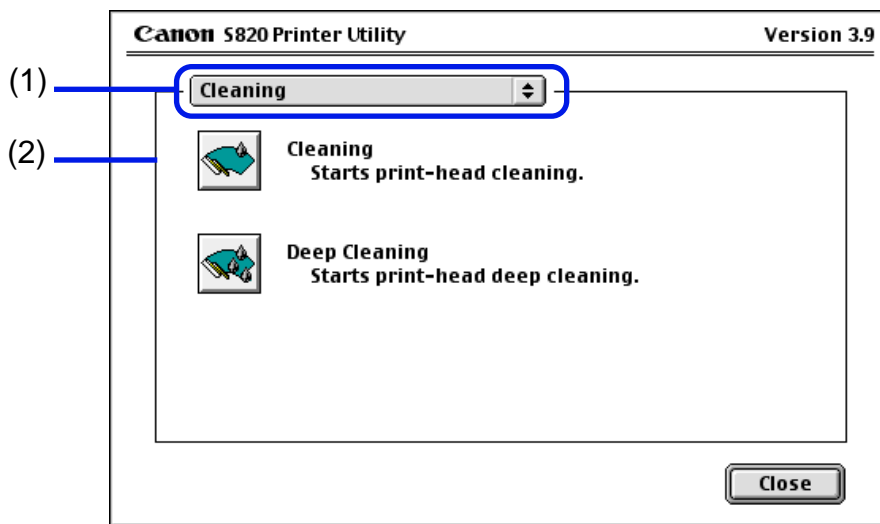 Canon S820 Printer Utility Version 3.9
(1) Cleaning
(2)
Cleaning
Starts print-head cleaning.
Deep Cleaning
Starts print-head deep cleaning.
Close